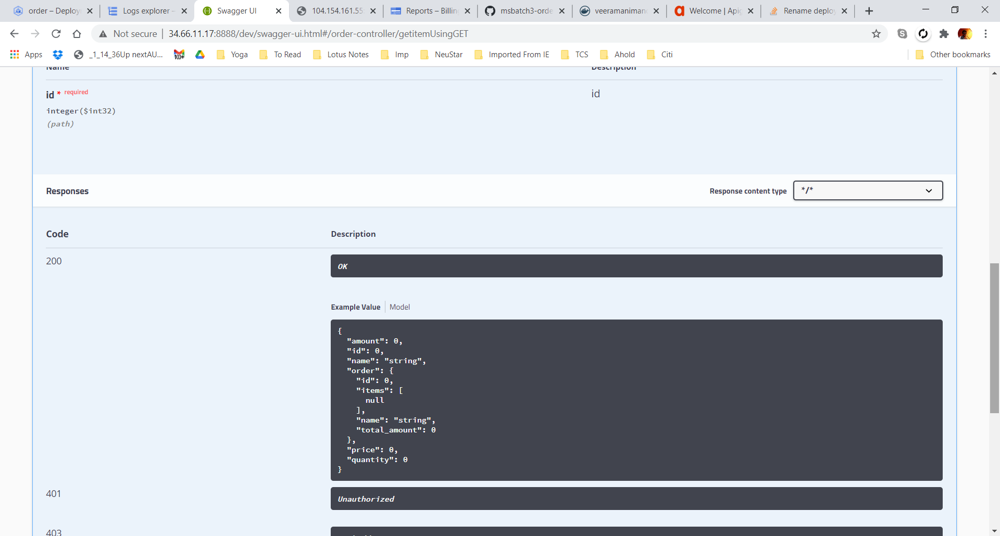 order – Deploy
Logs explorer –
Swagger UI
104.154.161.55
Reports – Billin
msbatch3-orde
veeramaniman
Welcome | Apig
Rename deploy
Not secure
34.66.11.17:8888/dev/swagger-ui.html#/order-controller/getitemUsingGET
Apps
_1_14_36Up nextAU...
100+
Yoga
To Read
Lotus Notes
Imp
NeuStar
Imported From IE
TCS
Ahold
Citi
Other bookmarks
Name
Description
id * required
id
integer($int32)
(path)
Responses
Response content type
*/*
Code
Description
200
OK
Example Value
Model
{
"amount": 0,
"id": 0,
"name": "string",
"order": {
"id": 0,
"items": [
null
],
"name": "string",
"total_amount": 0
},
"price": 0,
"quantity": 0
}
401
Unauthorized
403